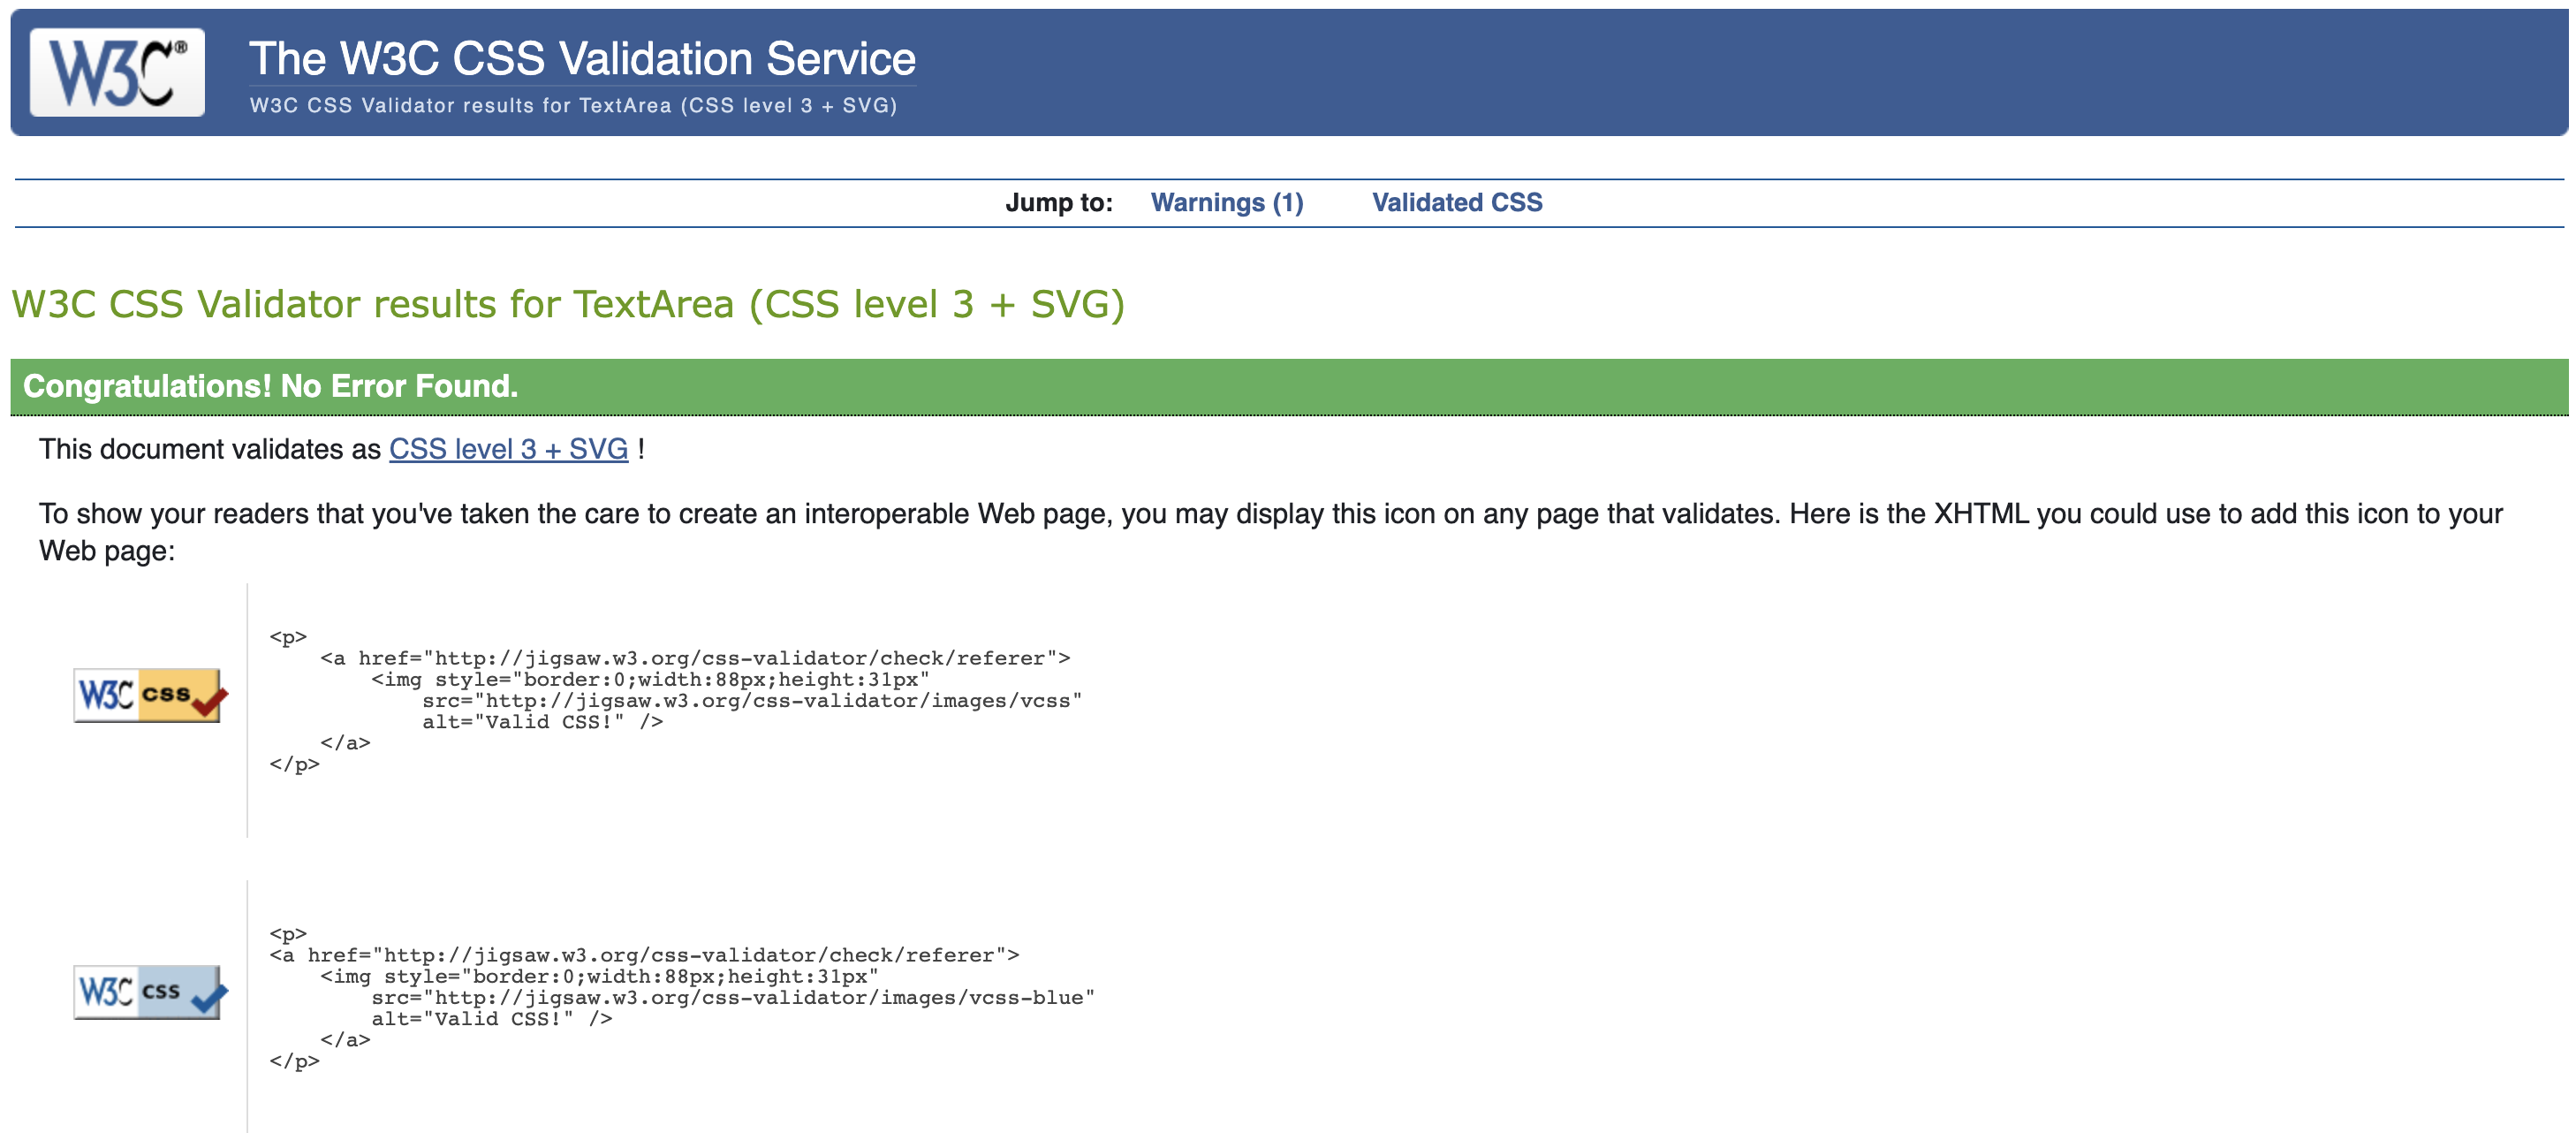 W3C®
The W3C CSS Validation Service
W3C CSS Validator results for TextArea (CSS level 3 + SVG)
Jump to: Warnings (1) Validated CSS
W3C CSS Validator results for TextArea (CSS level 3 + SVG)
Congratulations! No Error Found.
This document validates as CSS level 3 + SVG !
To show your readers that you've taken the care to create an interoperable Web page, you may display this icon on any page that validates. Here is the XHTML you could use to add this icon to your
Web page:
W3C css
<p>
    <a href="http://jigsaw.w3.org/css-validator/check/referer">
        <img style="border:0;width:88px;height:31px"
            src="http://jigsaw.w3.org/css-validator/images/vcss"
            alt="Valid CSS!" />
    </a>
</p>
W3C css
<p>
<a href="http://jigsaw.w3.org/css-validator/check/referer">
    <img style="border:0;width:88px;height:31px"
        src="http://jigsaw.w3.org/css-validator/images/vcss-blue"
        alt="Valid CSS!" />
    </a>
</p>